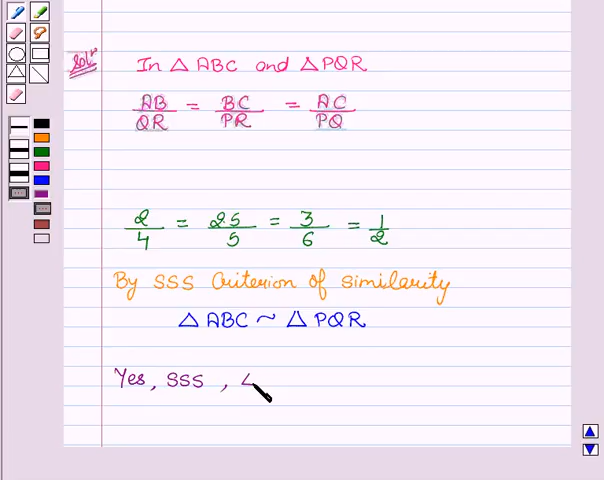 Solⁿ In △ ABC and △ PQR
AB/QR = BC/PR = AC/PQ
2/4 = 2.5/5 = 3/6 = 1/2
By SSS Criterion of similarity
△ ABC ~ △ PQR
Yes, SSS ,